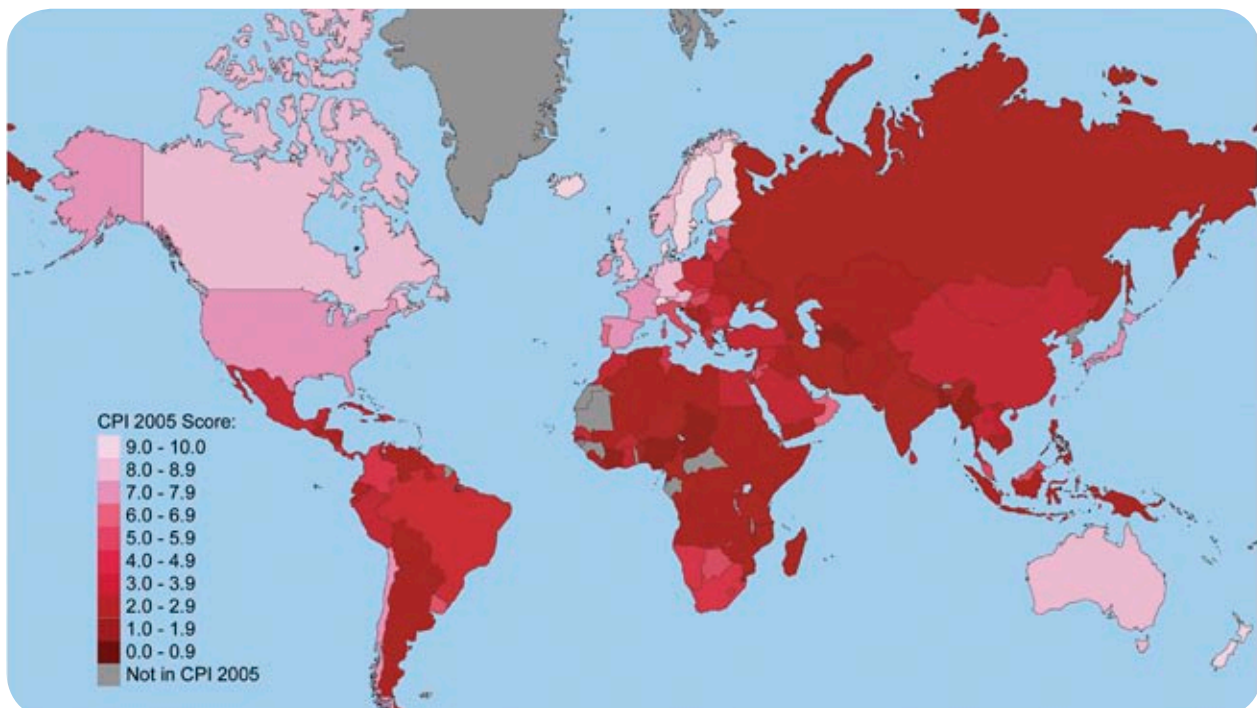 CPI 2005 Score:
9.0 - 10.0
8.0 - 8.9
7.0 - 7.9
6.0 - 6.9
5.0 - 5.9
4.0 - 4.9
3.0 - 3.9
2.0 - 2.9
1.0 - 1.9
0.0 - 0.9
Not in CPI 2005